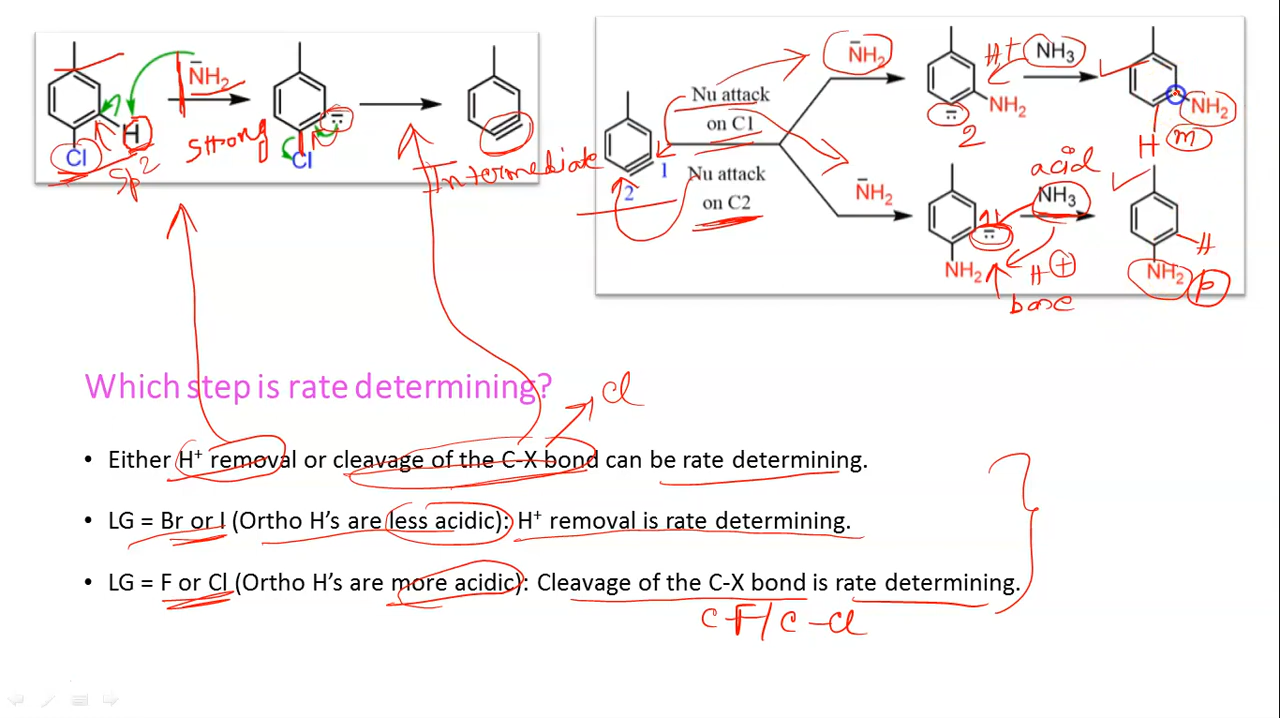 H
Cl
sp2
N̄H2
strong
Cl
Intermediate
Nu attack
on C1
1
2
Nu attack
on C2
N̄H2
N̄H2
NH2
2
H+
NH3
NH2
H
m
NH2
acid
NH3
H+
base
H
NH2
p
Which step is rate determining?
Cl
• Either H+ removal or cleavage of the C-X bond can be rate determining.
• LG = Br or I (Ortho H's are less acidic): H+ removal is rate determining.
• LG = F or Cl (Ortho H's are more acidic): Cleavage of the C-X bond is rate determining.
C-F/C-Cl